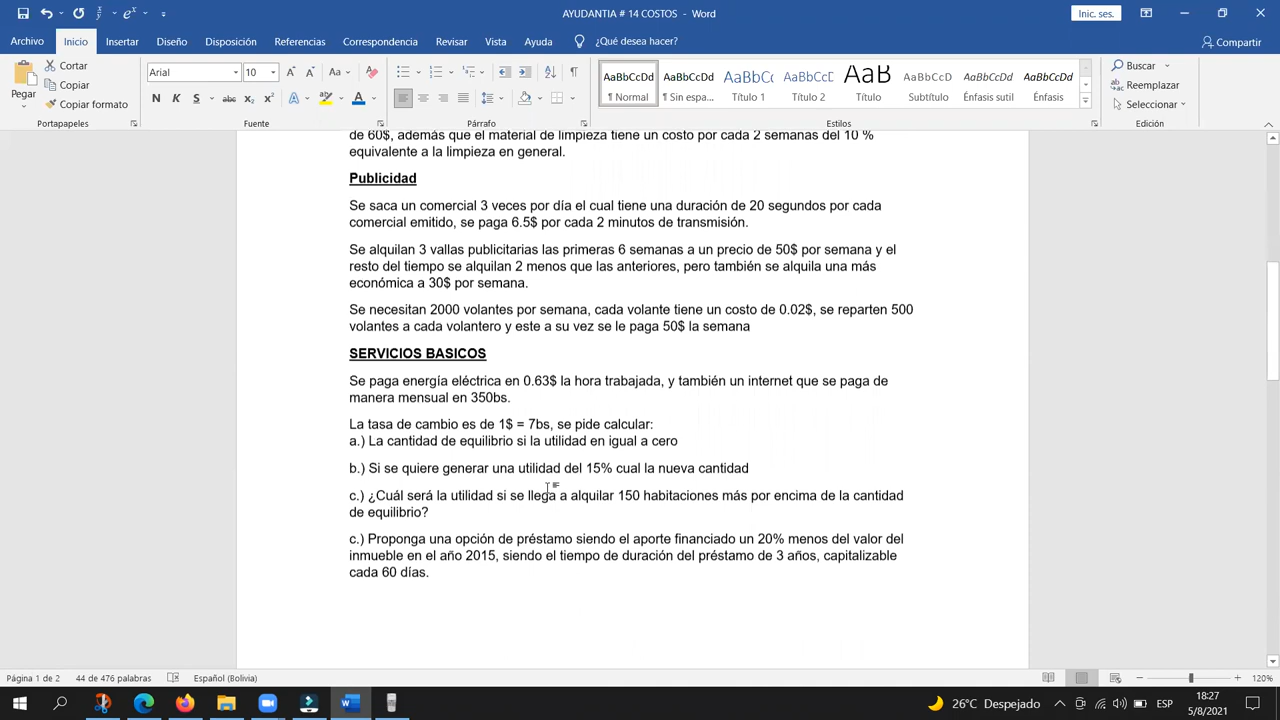 AYUDANTIA # 14 COSTOS - Word
Inic. ses.
Archivo Inicio Insertar Diseño Disposición Referencias Correspondencia Revisar Vista Ayuda ¿Qué desea hacer? Compartir
Pegar
Cortar
Copiar
Copiar formato
Portapapeles
Arial 10
Aa
N K S abc x₂ x² A A
Fuente
Párrafo
AaBbCcDd AaBbCcDd AaBbCc AaBbCcD AaB AaBbCcD AaBbCcDd AaBbCcDd
¶ Normal ¶ Sin espa... Título 1 Título 2 Título Subtítulo Énfasis sutil Énfasis
Estilos
Buscar
Reemplazar
Seleccionar
Edición
de 60$, además que el material de limpieza tiene un costo por cada 2 semanas del 10 %
equivalente a la limpieza en general.
Publicidad
Se saca un comercial 3 veces por día el cual tiene una duración de 20 segundos por cada
comercial emitido, se paga 6.5$ por cada 2 minutos de transmisión.
Se alquilan 3 vallas publicitarias las primeras 6 semanas a un precio de 50$ por semana y el
resto del tiempo se alquilan 2 menos que las anteriores, pero también se alquila una más
económica a 30$ por semana.
Se necesitan 2000 volantes por semana, cada volante tiene un costo de 0.02$, se reparten 500
volantes a cada volantero y este a su vez se le paga 50$ la semana
SERVICIOS BASICOS
Se paga energía eléctrica en 0.63$ la hora trabajada, y también un internet que se paga de
manera mensual en 350bs.
La tasa de cambio es de 1$ = 7bs, se pide calcular:
a.) La cantidad de equilibrio si la utilidad en igual a cero
b.) Si se quiere generar una utilidad del 15% cual la nueva cantidad
c.) ¿Cuál será la utilidad si se llega a alquilar 150 habitaciones más por encima de la cantidad
de equilibrio?
c.) Proponga una opción de préstamo siendo el aporte financiado un 20% menos del valor del
inmueble en el año 2015, siendo el tiempo de duración del préstamo de 3 años, capitalizable
cada 60 días.
Página 1 de 2 44 de 476 palabras Español (Bolivia) 120%
26°C Despejado ESP 18:27
5/8/2021